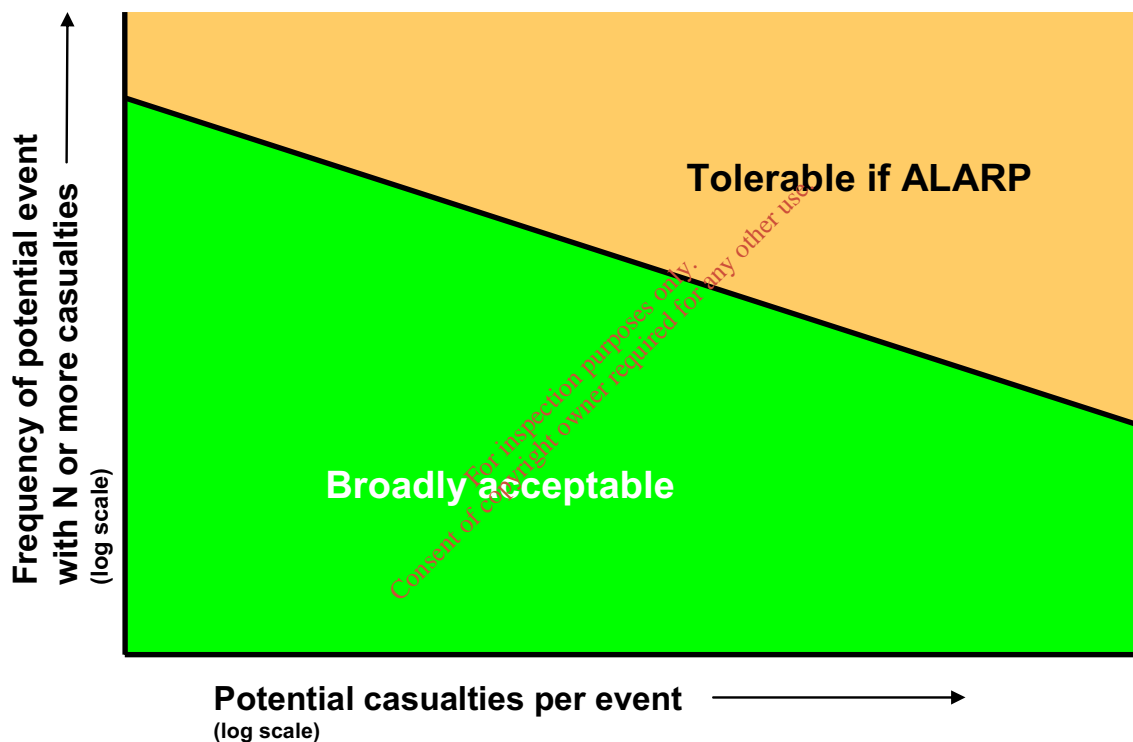 Frequency of potential event
with N or more casualties
(log scale)
Tolerable if ALARP
Broadly acceptable
For inspection purposes only.
Consent of copyright owner required for any other use.
Potential casualties per event
(log scale)